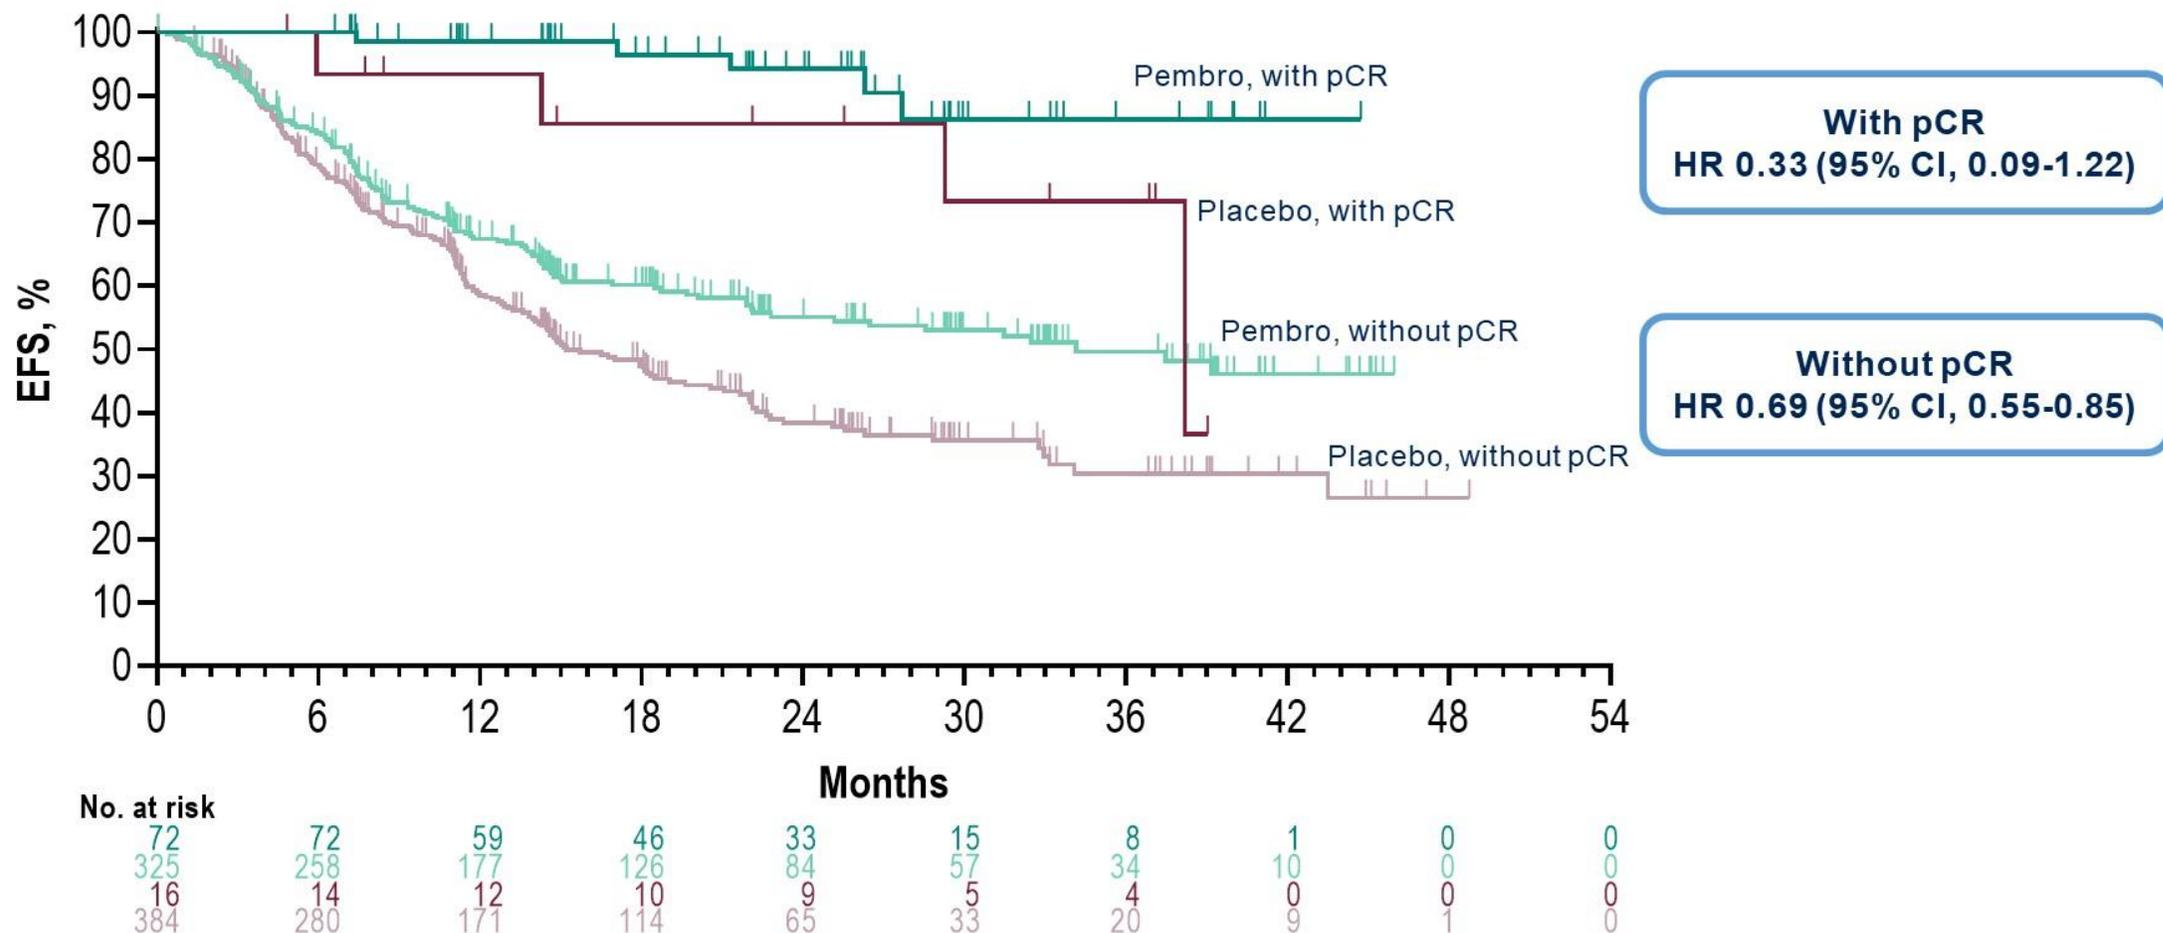 100
90
80
70
60
50
40
30
20
10
0
EFS, %
Pembro, with pCR
Placebo, with pCR
Pembro, without pCR
Placebo, without pCR
With pCR
HR 0.33 (95% CI, 0.09-1.22)
Without pCR
HR 0.69 (95% CI, 0.55-0.85)
0 6 12 18 24 30 36 42 48 54
Months
No. at risk
72 72 59 46 33 15 8 1 0 0
325 258 177 126 84 57 34 10 0 0
16 14 12 10 9 5 4 0 0 0
384 280 171 114 65 33 20 9 1 0